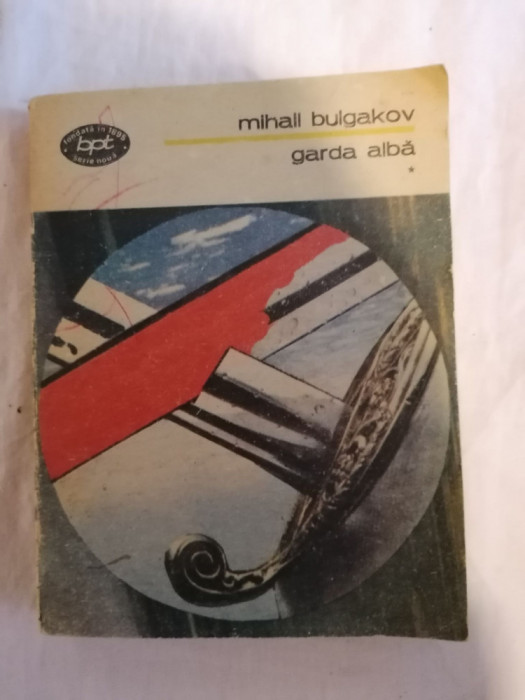 mihail bulgakov
fondată în 1895
bpt
serie nouă
garda albă
*